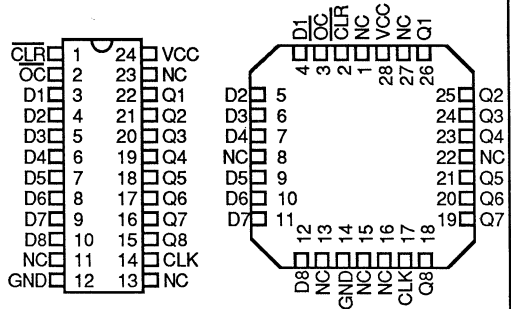 CLR 1 24 VCC
OC 2 23 NC
D1 3 22 Q1
D2 4 21 Q2
D3 5 20 Q3
D4 6 19 Q4
D5 7 18 Q5
D6 8 17 Q6
D7 9 16 Q7
D8 10 15 Q8
NC 11 14 CLK
GND 12 13 NC
D1 OC CLR NC VCC NC Q1
4 3 2 1 28 27 26
D2 5 25 Q2
D3 6 24 Q3
D4 7 23 Q4
NC 8 22 NC
D5 9 21 Q5
D6 10 20 Q6
D7 11 19 Q7
12 13 14 15 16 17 18
D8 NC GND NC NC CLK Q8